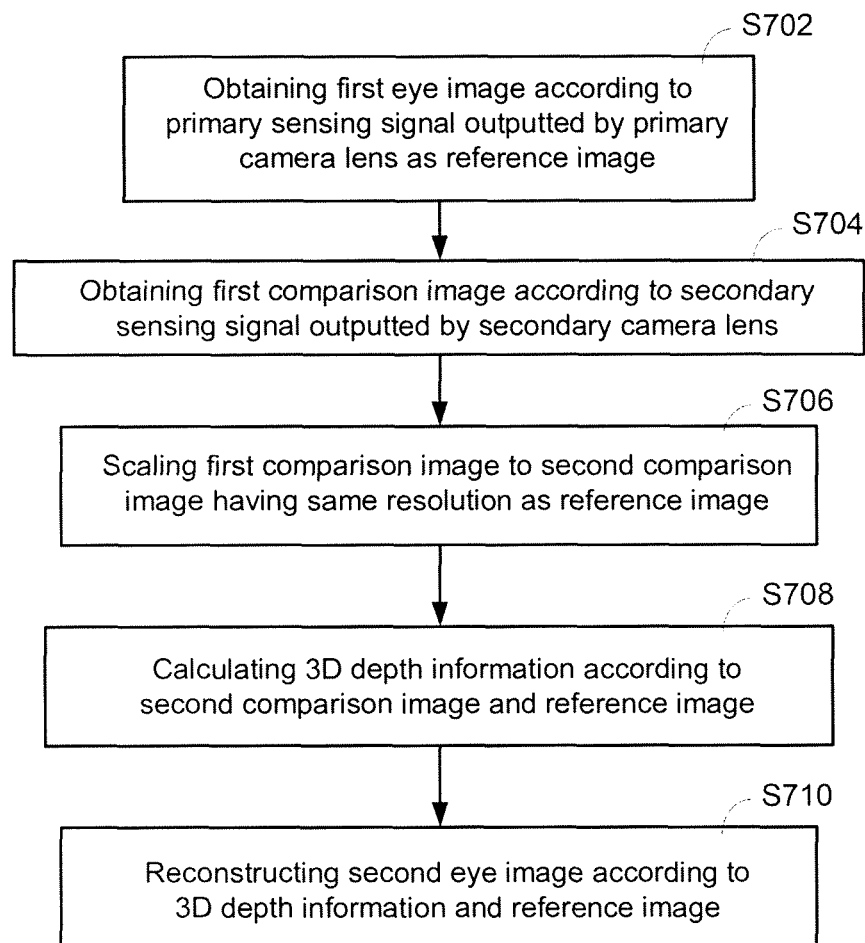 S702
Obtaining first eye image according to
primary sensing signal outputted by primary
camera lens as reference image
S704
Obtaining first comparison image according to secondary
sensing signal outputted by secondary camera lens
S706
Scaling first comparison image to second comparison
image having same resolution as reference image
S708
Calculating 3D depth information according to
second comparison image and reference image
S710
Reconstructing second eye image according to
3D depth information and reference image